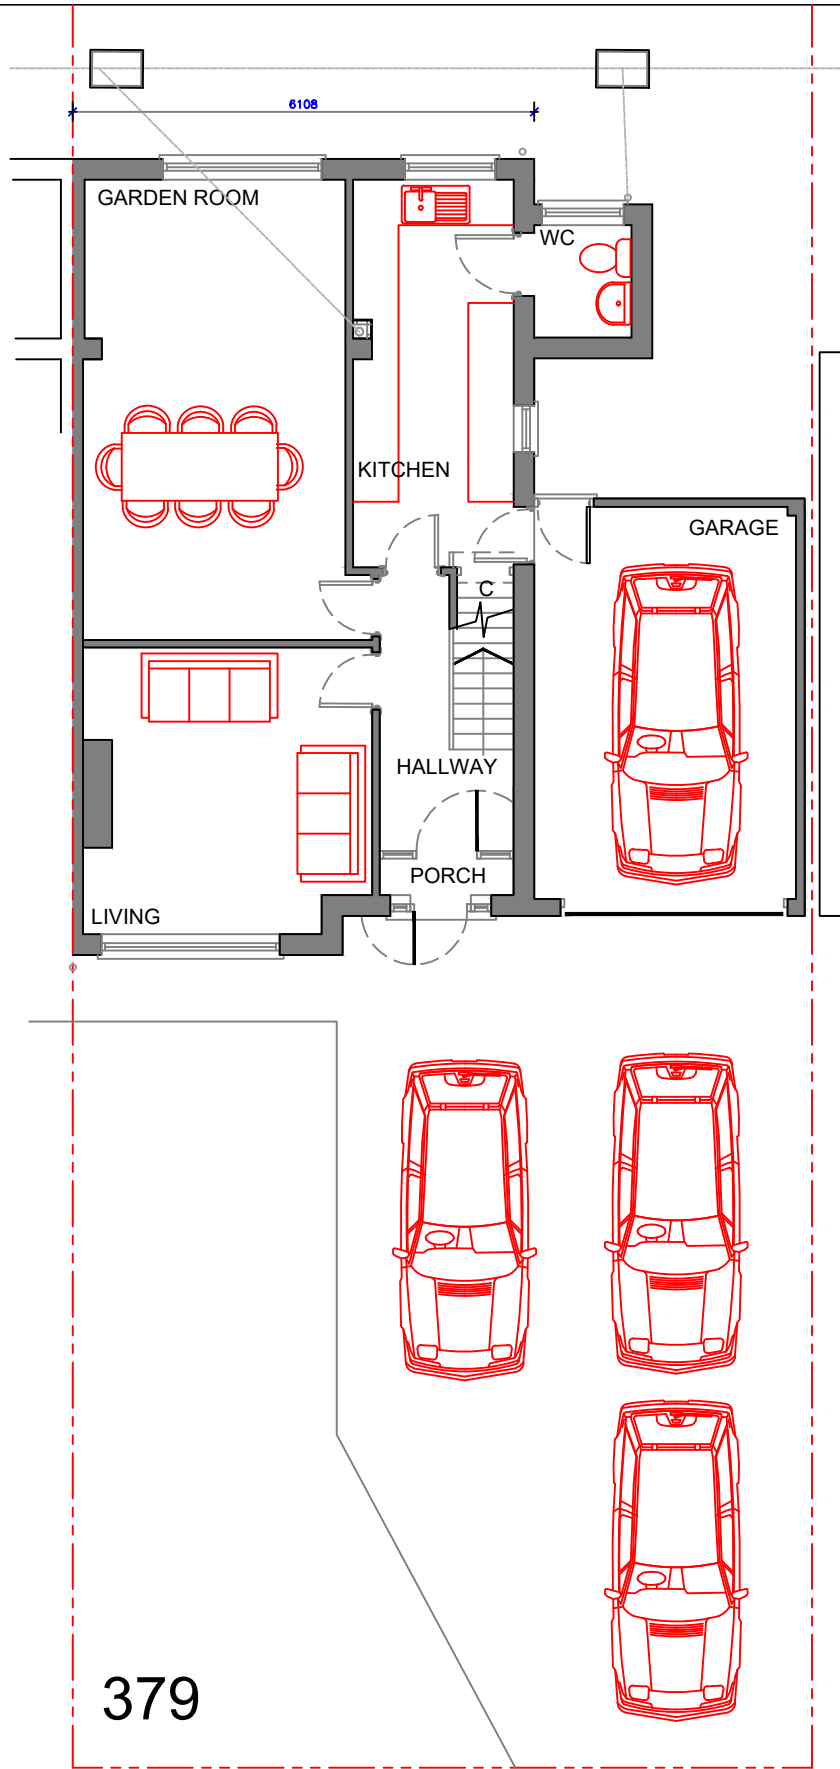 6108
GARDEN ROOM
WC
KITCHEN
GARAGE
C
HALLWAY
PORCH
LIVING
379